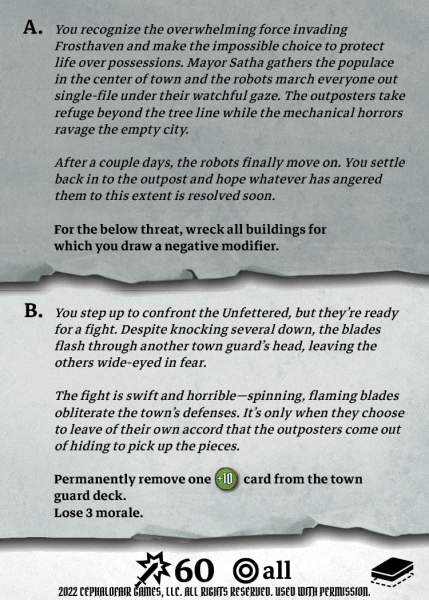 A. You recognize the overwhelming force invading
Frosthaven and make the impossible choice to protect
life over possessions. Mayor Satha gathers the populace
in the center of town and the robots march everyone out
single-file under their watchful gaze. The outposters take
refuge beyond the tree line while the mechanical horrors
ravage the empty city.
After a couple days, the robots finally move on. You settle
back in to the outpost and hope whatever has angered
them to this extent is resolved soon.
For the below threat, wreck all buildings for
which you draw a negative modifier.
B. You step up to confront the Unfettered, but they’re ready
for a fight. Despite knocking several down, the blades
flash through another town guard’s head, leaving the
others wide-eyed in fear.
The fight is swift and horrible—spinning, flaming blades
obliterate the town’s defenses. It’s only when they choose
to leave of their own accord that the outposters come out
of hiding to pick up the pieces.
Permanently remove one +10 card from the town
guard deck.
Lose 3 morale.
60 all
2022 CEPHALOFAIR GAMES, LLC. ALL RIGHTS RESERVED. USED WITH PERMISSION.